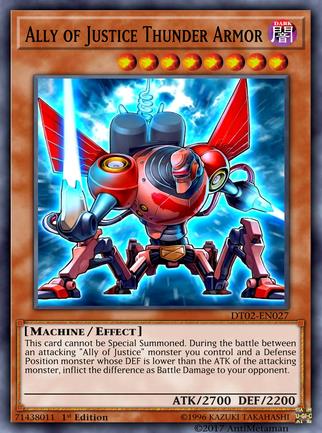 ALLY OF JUSTICE THUNDER ARMOR
DARK
闇
DT02-EN027
[MACHINE / EFFECT]
This card cannot be Special Summoned. During the battle between
an attacking "Ally of Justice" monster you control and a Defense
Position monster whose DEF is lower than the ATK of the attacking
monster, inflict the difference as Battle Damage to your opponent.
ATK/2700 DEF/2200
71438011 1st Edition ©1996 KAZUKI TAKAHASHI
©2017 AntiMetaman